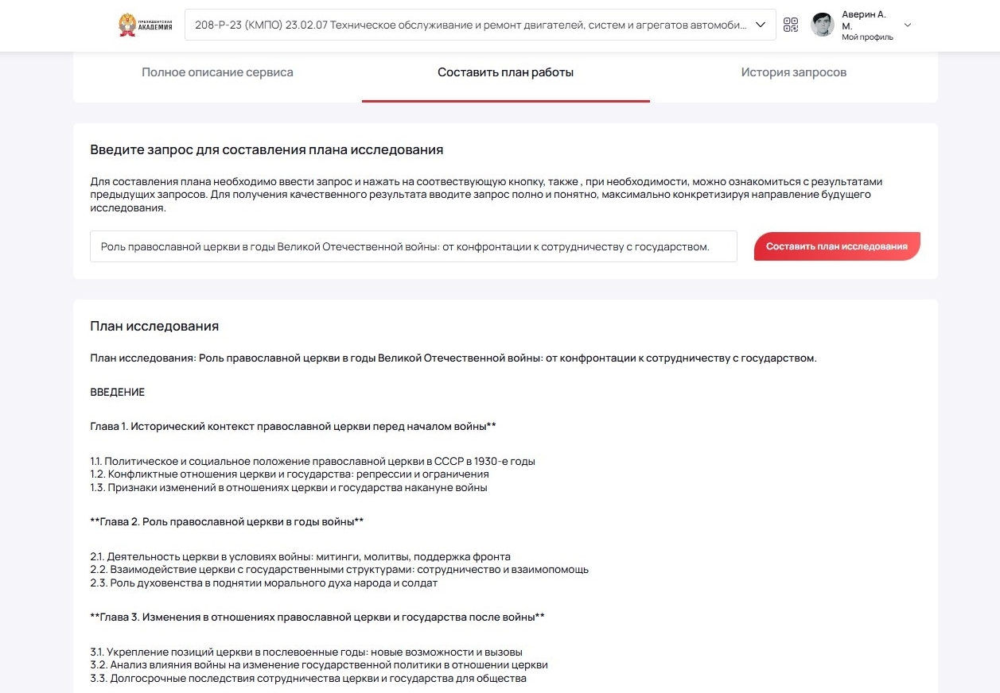 ПРЕЗИДЕНТСКАЯ
АКАДЕМИЯ
208-Р-23 (КМПО) 23.02.07 Техническое обслуживание и ремонт двигателей, систем и агрегатов автомоби...
Аверин А.
М.
Мой профиль
Полное описание сервиса
Составить план работы
История запросов
Введите запрос для составления плана исследования
Для составления плана необходимо ввести запрос и нажать на соотвествующую кнопку, также , при необходимости, можно ознакомиться с результатами
предыдущих запросов. Для получения качественного результата вводите запрос полно и понятно, максимально конкретизируя направление будущего
исследования.
Роль православной церкви в годы Великой Отечественной войны: от конфронтации к сотрудничеству с государством.
Составить план исследования
План исследования
План исследования: Роль православной церкви в годы Великой Отечественной войны: от конфронтации к сотрудничеству с государством.
ВВЕДЕНИЕ
Глава 1. Исторический контекст православной церкви перед началом войны**
1.1. Политическое и социальное положение православной церкви в СССР в 1930-е годы
1.2. Конфликтные отношения церкви и государства: репрессии и ограничения
1.3. Признаки изменений в отношениях церкви и государства накануне войны
**Глава 2. Роль православной церкви в годы войны**
2.1. Деятельность церкви в условиях войны: митинги, молитвы, поддержка фронта
2.2. Взаимодействие церкви с государственными структурами: сотрудничество и взаимопомощь
2.3. Роль духовенства в поднятии морального духа народа и солдат
**Глава 3. Изменения в отношениях православной церкви и государства после войны**
3.1. Укрепление позиций церкви в послевоенные годы: новые возможности и вызовы
3.2. Анализ влияния войны на изменение государственной политики в отношении церкви
3.3. Долгосрочные последствия сотрудничества церкви и государства для общества